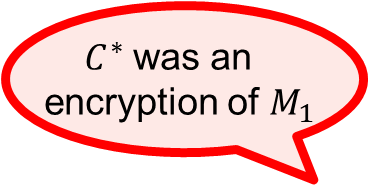 C* was an
encryption of M₁